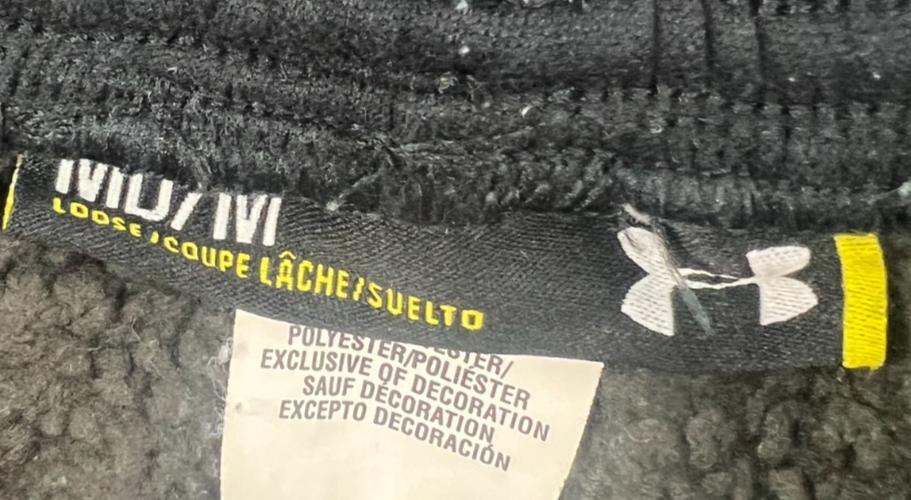 MD/M
LOOSE/COUPE LÂCHE/SUELTO
POLYESTER/POLIÉSTER
EXCLUSIVE OF DECORATION
SAUF DÉCORATION
EXCEPTO DECORACIÓN